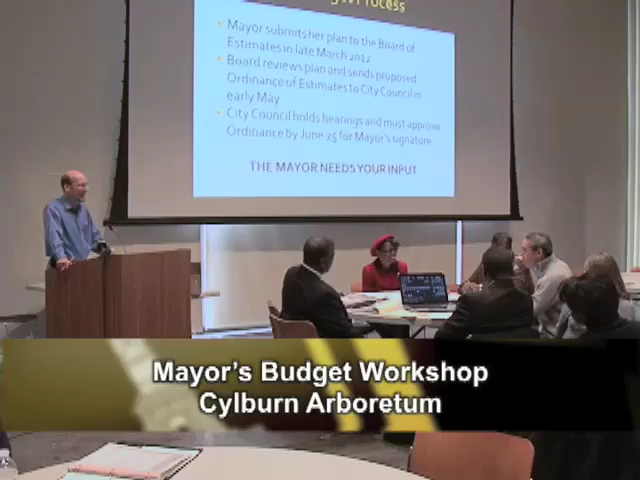 Process
Mayor submits her plan to the Board of
Estimates in late March 2012
Board reviews plan and sends proposed
Ordinance of Estimates to City Council in
early May
City Council holds hearings and must approve
Ordinance by June 25 for Mayor's signature
THE MAYOR NEEDS YOUR INPUT
Mayor's Budget Workshop
Cylburn Arboretum